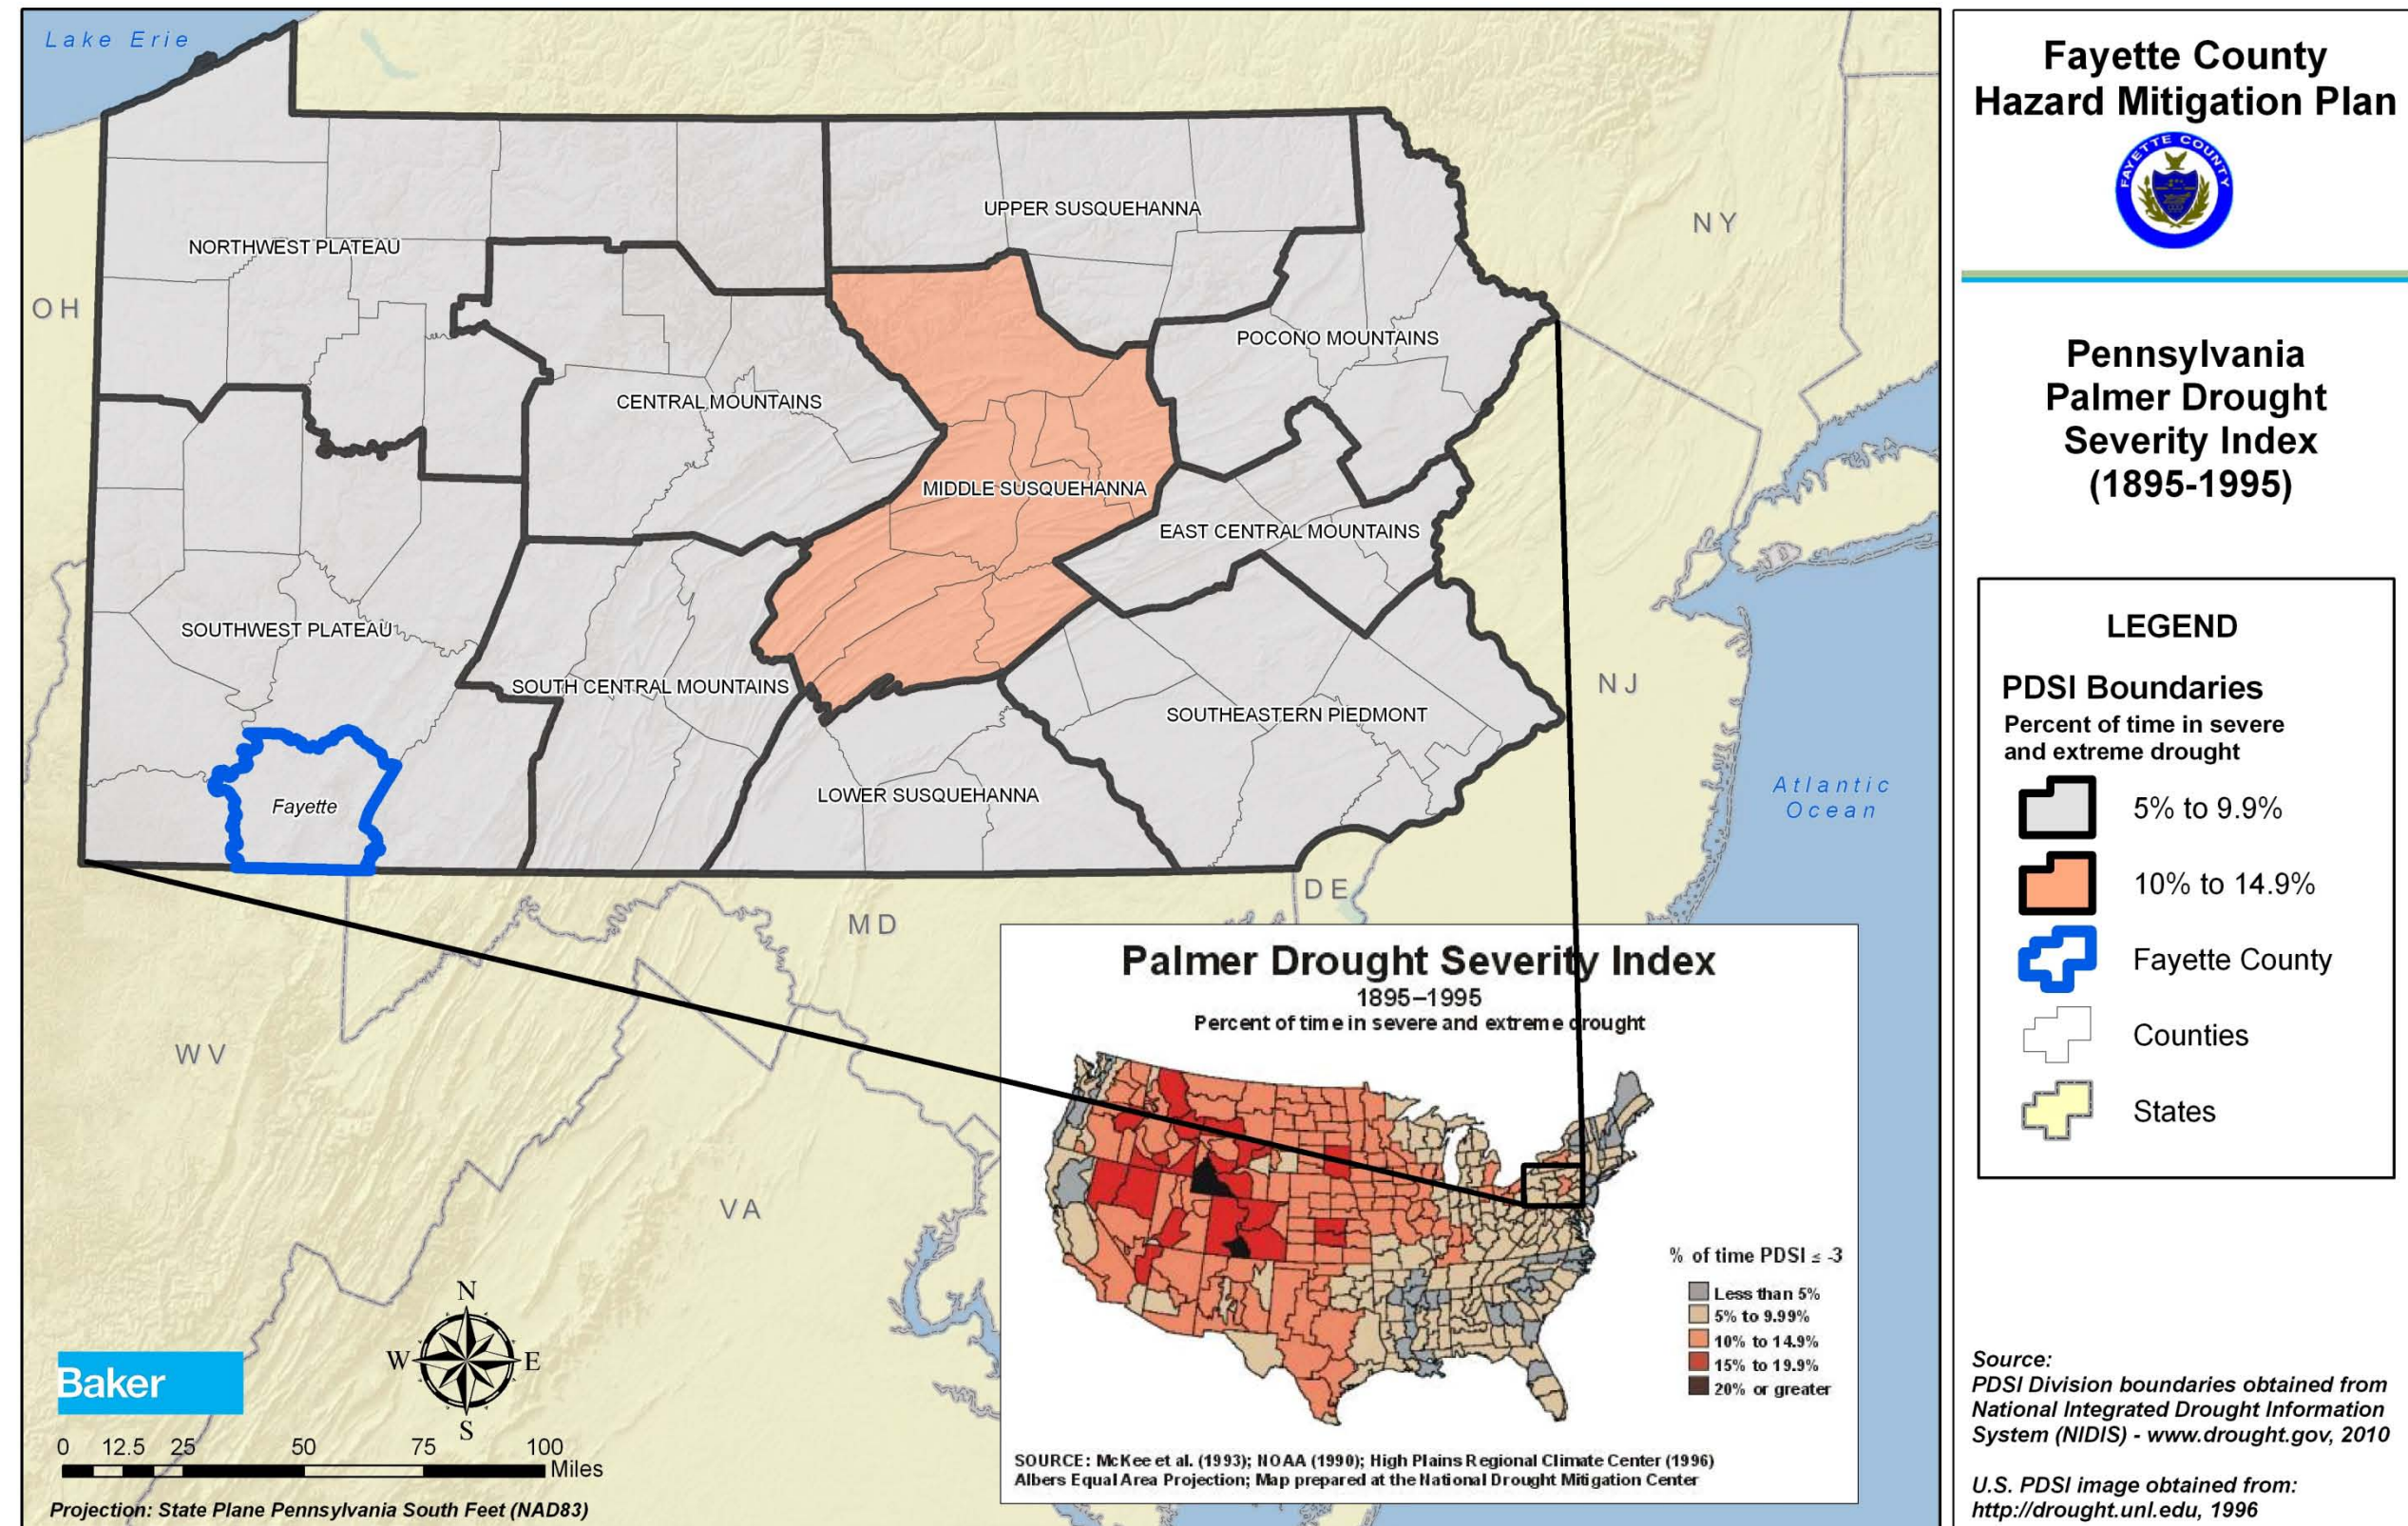 Lake Erie
OH
NORTHWEST PLATEAU
UPPER SUSQUEHANNA
NY
POCONO MOUNTAINS
CENTRAL MOUNTAINS
MIDDLE SUSQUEHANNA
EAST CENTRAL MOUNTAINS
SOUTHWEST PLATEAU
SOUTH CENTRAL MOUNTAINS
NJ
SOUTHEASTERN PIEDMONT
LOWER SUSQUEHANNA
Fayette
Atlantic
Ocean
DE
MD
WV
VA
N
W
E
S
Baker
0 12.5 25 50 75 100
Miles
Projection: State Plane Pennsylvania South Feet (NAD83)
Palmer Drought Severity Index
1895–1995
Percent of time in severe and extreme drought
% of time PDSI ≤ -3
Less than 5%
5% to 9.99%
10% to 14.9%
15% to 19.9%
20% or greater
SOURCE: McKee et al. (1993); NOAA (1990); High Plains Regional Climate Center (1996)
Albers Equal Area Projection; Map prepared at the National Drought Mitigation Center
Fayette County
Hazard Mitigation Plan
FAYETTE COUNTY
Pennsylvania
Palmer Drought
Severity Index
(1895-1995)
LEGEND
PDSI Boundaries
Percent of time in severe
and extreme drought
5% to 9.9%
10% to 14.9%
Fayette County
Counties
States
Source:
PDSI Division boundaries obtained from
National Integrated Drought Information
System (NIDIS) - www.drought.gov, 2010
U.S. PDSI image obtained from:
http://drought.unl.edu, 1996